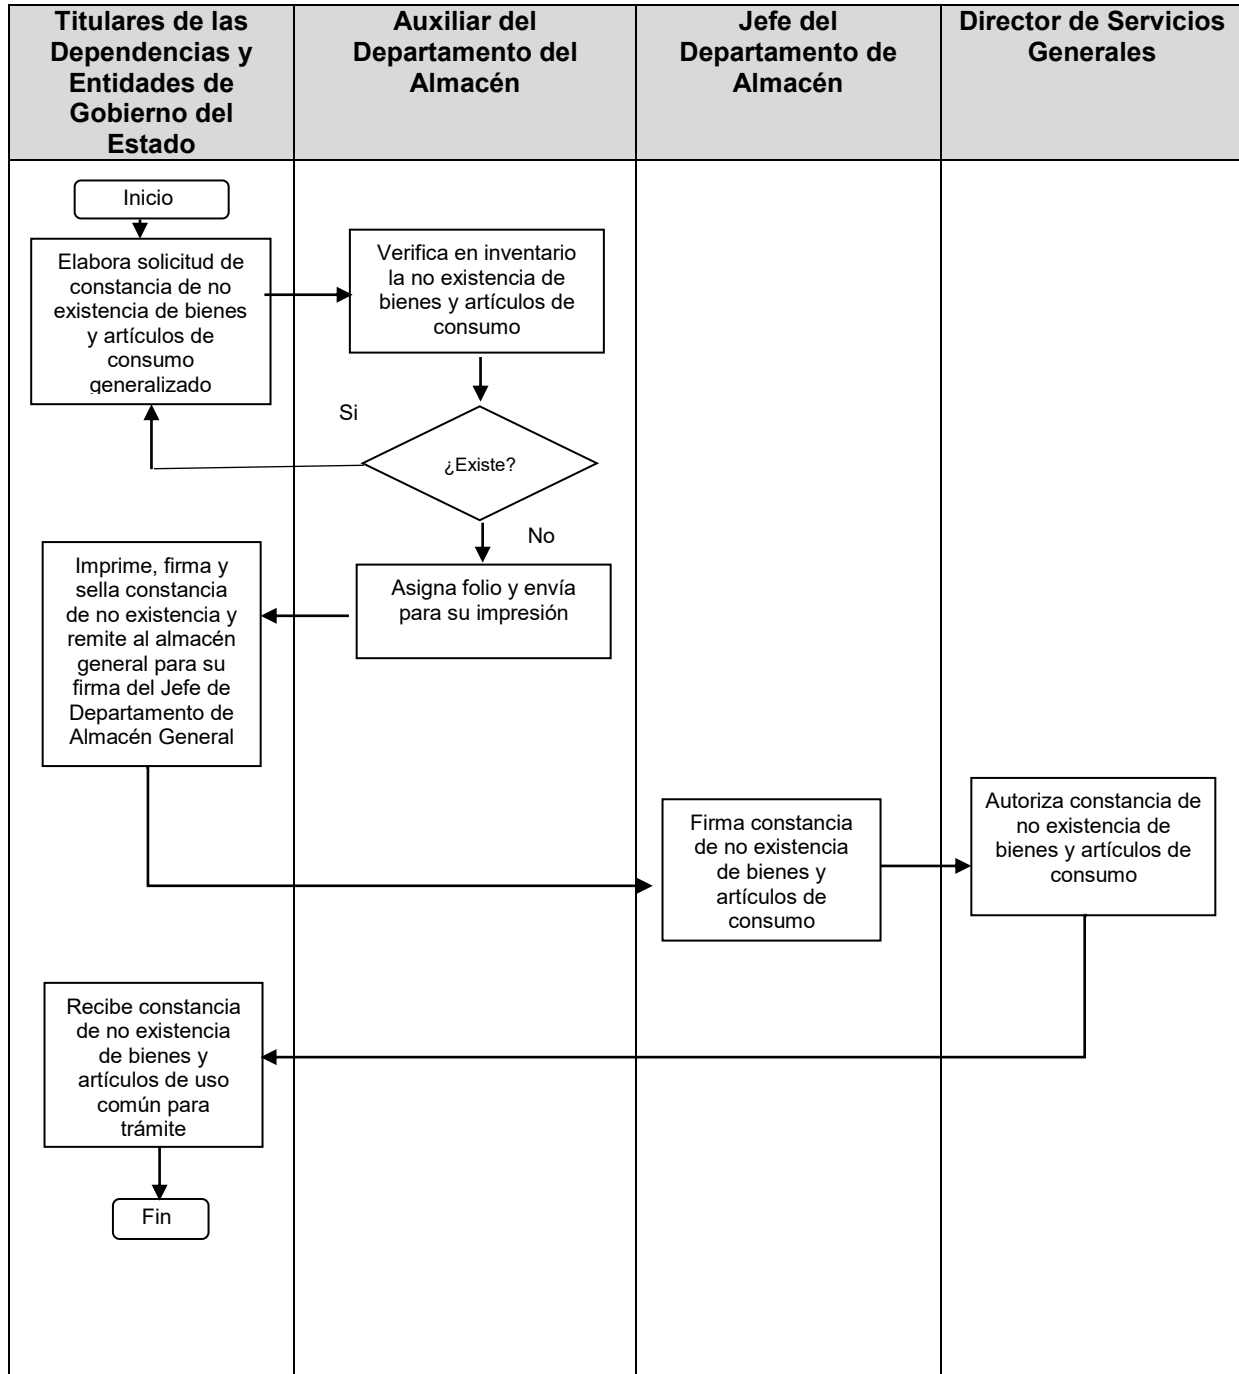 Titulares de las
Dependencias y
Entidades de
Gobierno del
Estado
Auxiliar del
Departamento del
Almacén
Jefe del
Departamento de
Almacén
Director de Servicios
Generales
Inicio
Elabora solicitud de
constancia de no
existencia de bienes
y artículos de
consumo
generalizado
Verifica en inventario
la no existencia de
bienes y artículos de
consumo
Si
¿Existe?
No
Asigna folio y envía
para su impresión
Imprime, firma y
sella constancia
de no existencia y
remite al almacén
general para su
firma del Jefe de
Departamento de
Almacén General
Firma constancia
de no existencia
de bienes y
artículos de
consumo
Autoriza constancia de
no existencia de
bienes y artículos de
consumo
Recibe constancia
de no existencia
de bienes y
artículos de uso
común para
trámite
Fin